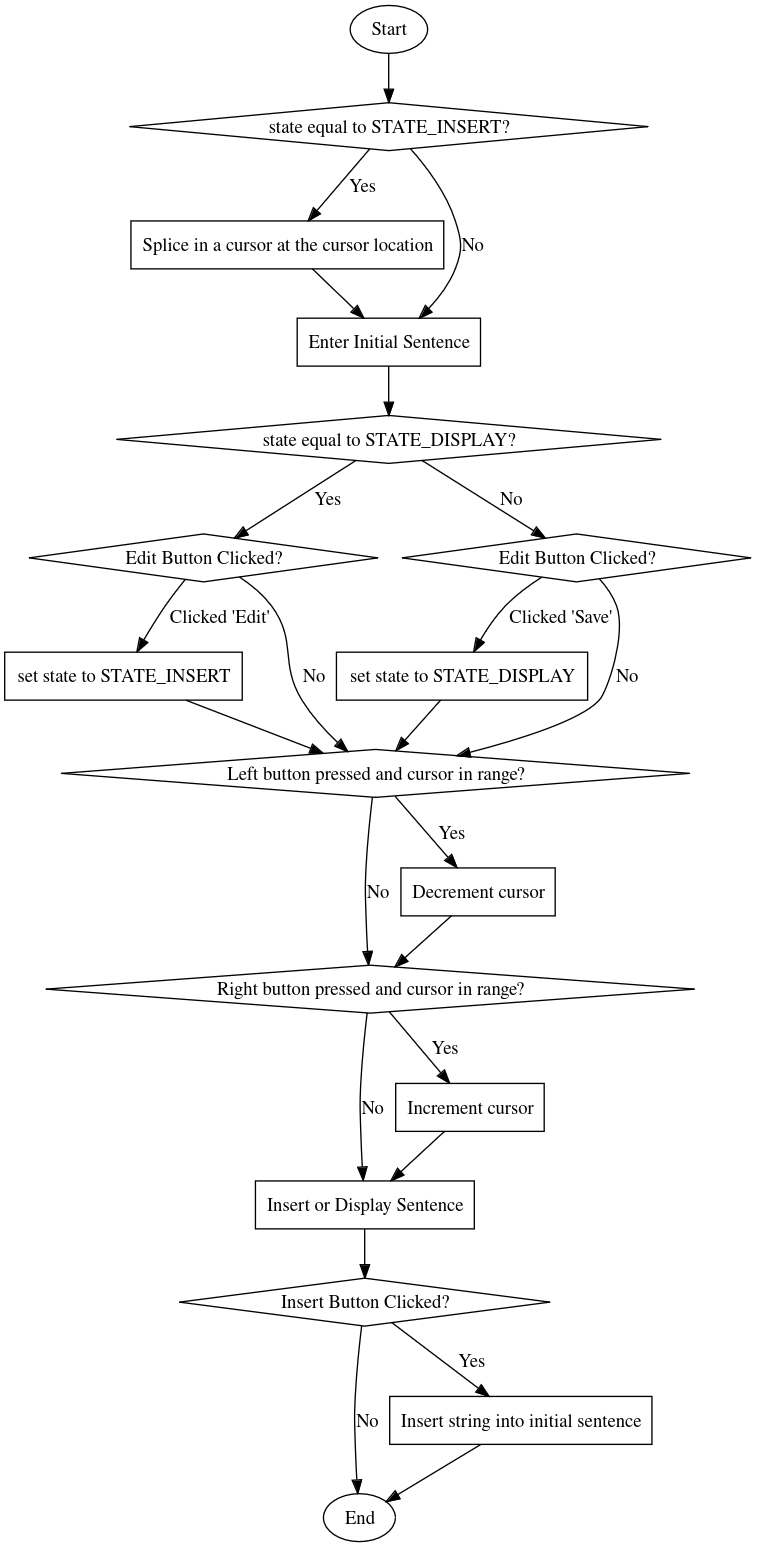 Start
state equal to STATE_INSERT?
Yes
Splice in a cursor at the cursor location
No
Enter Initial Sentence
state equal to STATE_DISPLAY?
Yes
No
Edit Button Clicked?
Edit Button Clicked?
Clicked 'Edit'
Clicked 'Save'
set state to STATE_INSERT
No
set state to STATE_DISPLAY
No
Left button pressed and cursor in range?
Yes
No
Decrement cursor
Right button pressed and cursor in range?
Yes
No
Increment cursor
Insert or Display Sentence
Insert Button Clicked?
Yes
No
Insert string into initial sentence
End